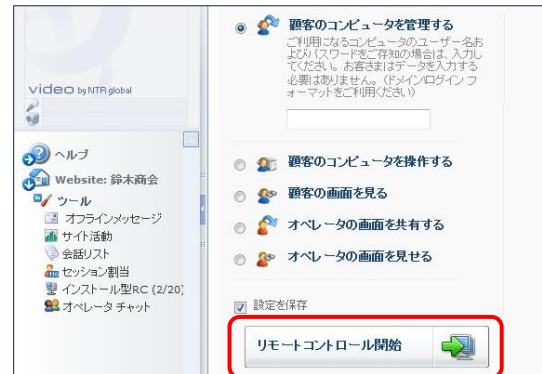 video by NTR global
ヘルプ
Website: 鈴木商会
ツール
オフラインメッセージ
サイト活動
会話リスト
セッション割当
インストール型RC (2/20)
オペレータ チャット
顧客のコンピュータを管理する
ご利用になるコンピュータのユーザー名お
よびパスワードをご存知の場合は、入力し
てください。お客さまはデータを入力する
必要はありません。(ドメイン\ログイン フ
ォーマットをご利用ください)
顧客のコンピュータを操作する
顧客の画面を見る
オペレータの画面を共有する
オペレータの画面を見せる
設定を保存
リモートコントロール開始